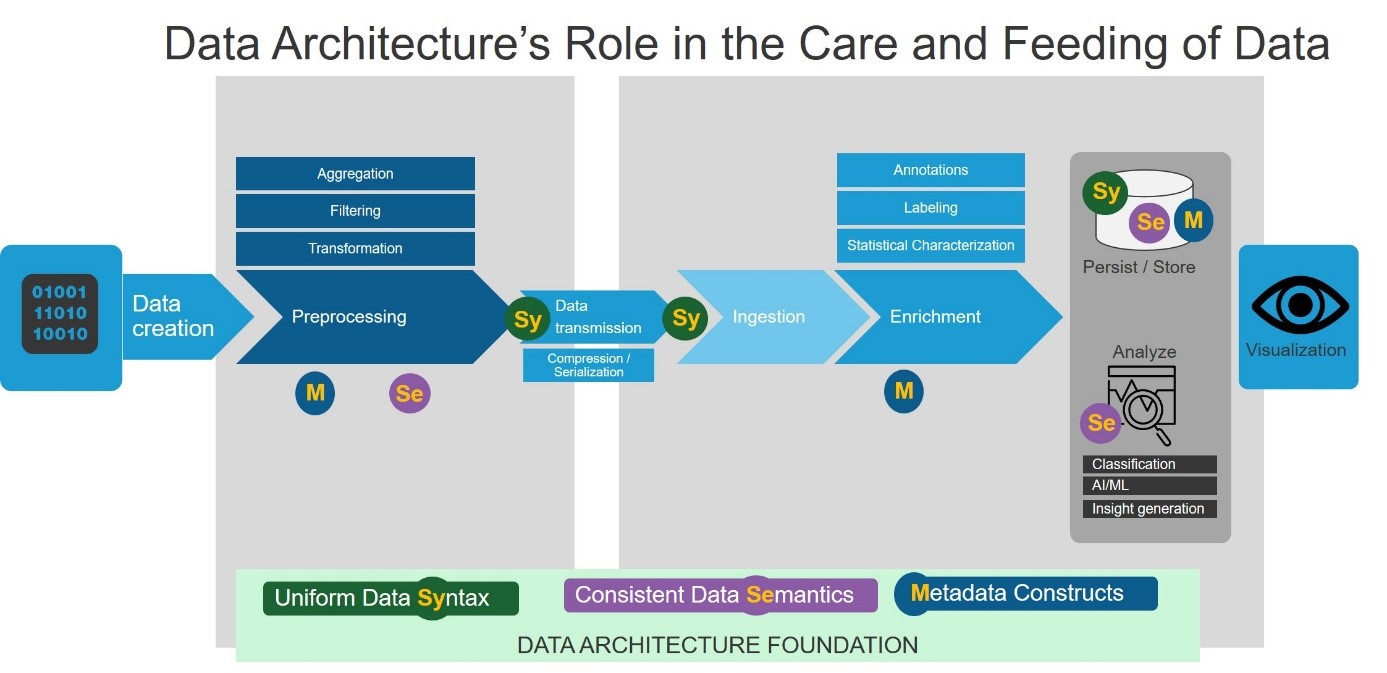 Data Architecture’s Role in the Care and Feeding of Data
01001
11010
10010
Data
creation
Aggregation
Filtering
Transformation
Preprocessing
M
Se
Sy
Data
transmission
Compression /
Serialization
Sy
Ingestion
Annotations
Labeling
Statistical Characterization
Enrichment
M
Sy
Se
M
Persist / Store
Analyze
Se
Classification
AI/ML
Insight generation
Visualization
Uniform Data Syntax
Consistent Data Semantics
Metadata Constructs
DATA ARCHITECTURE FOUNDATION